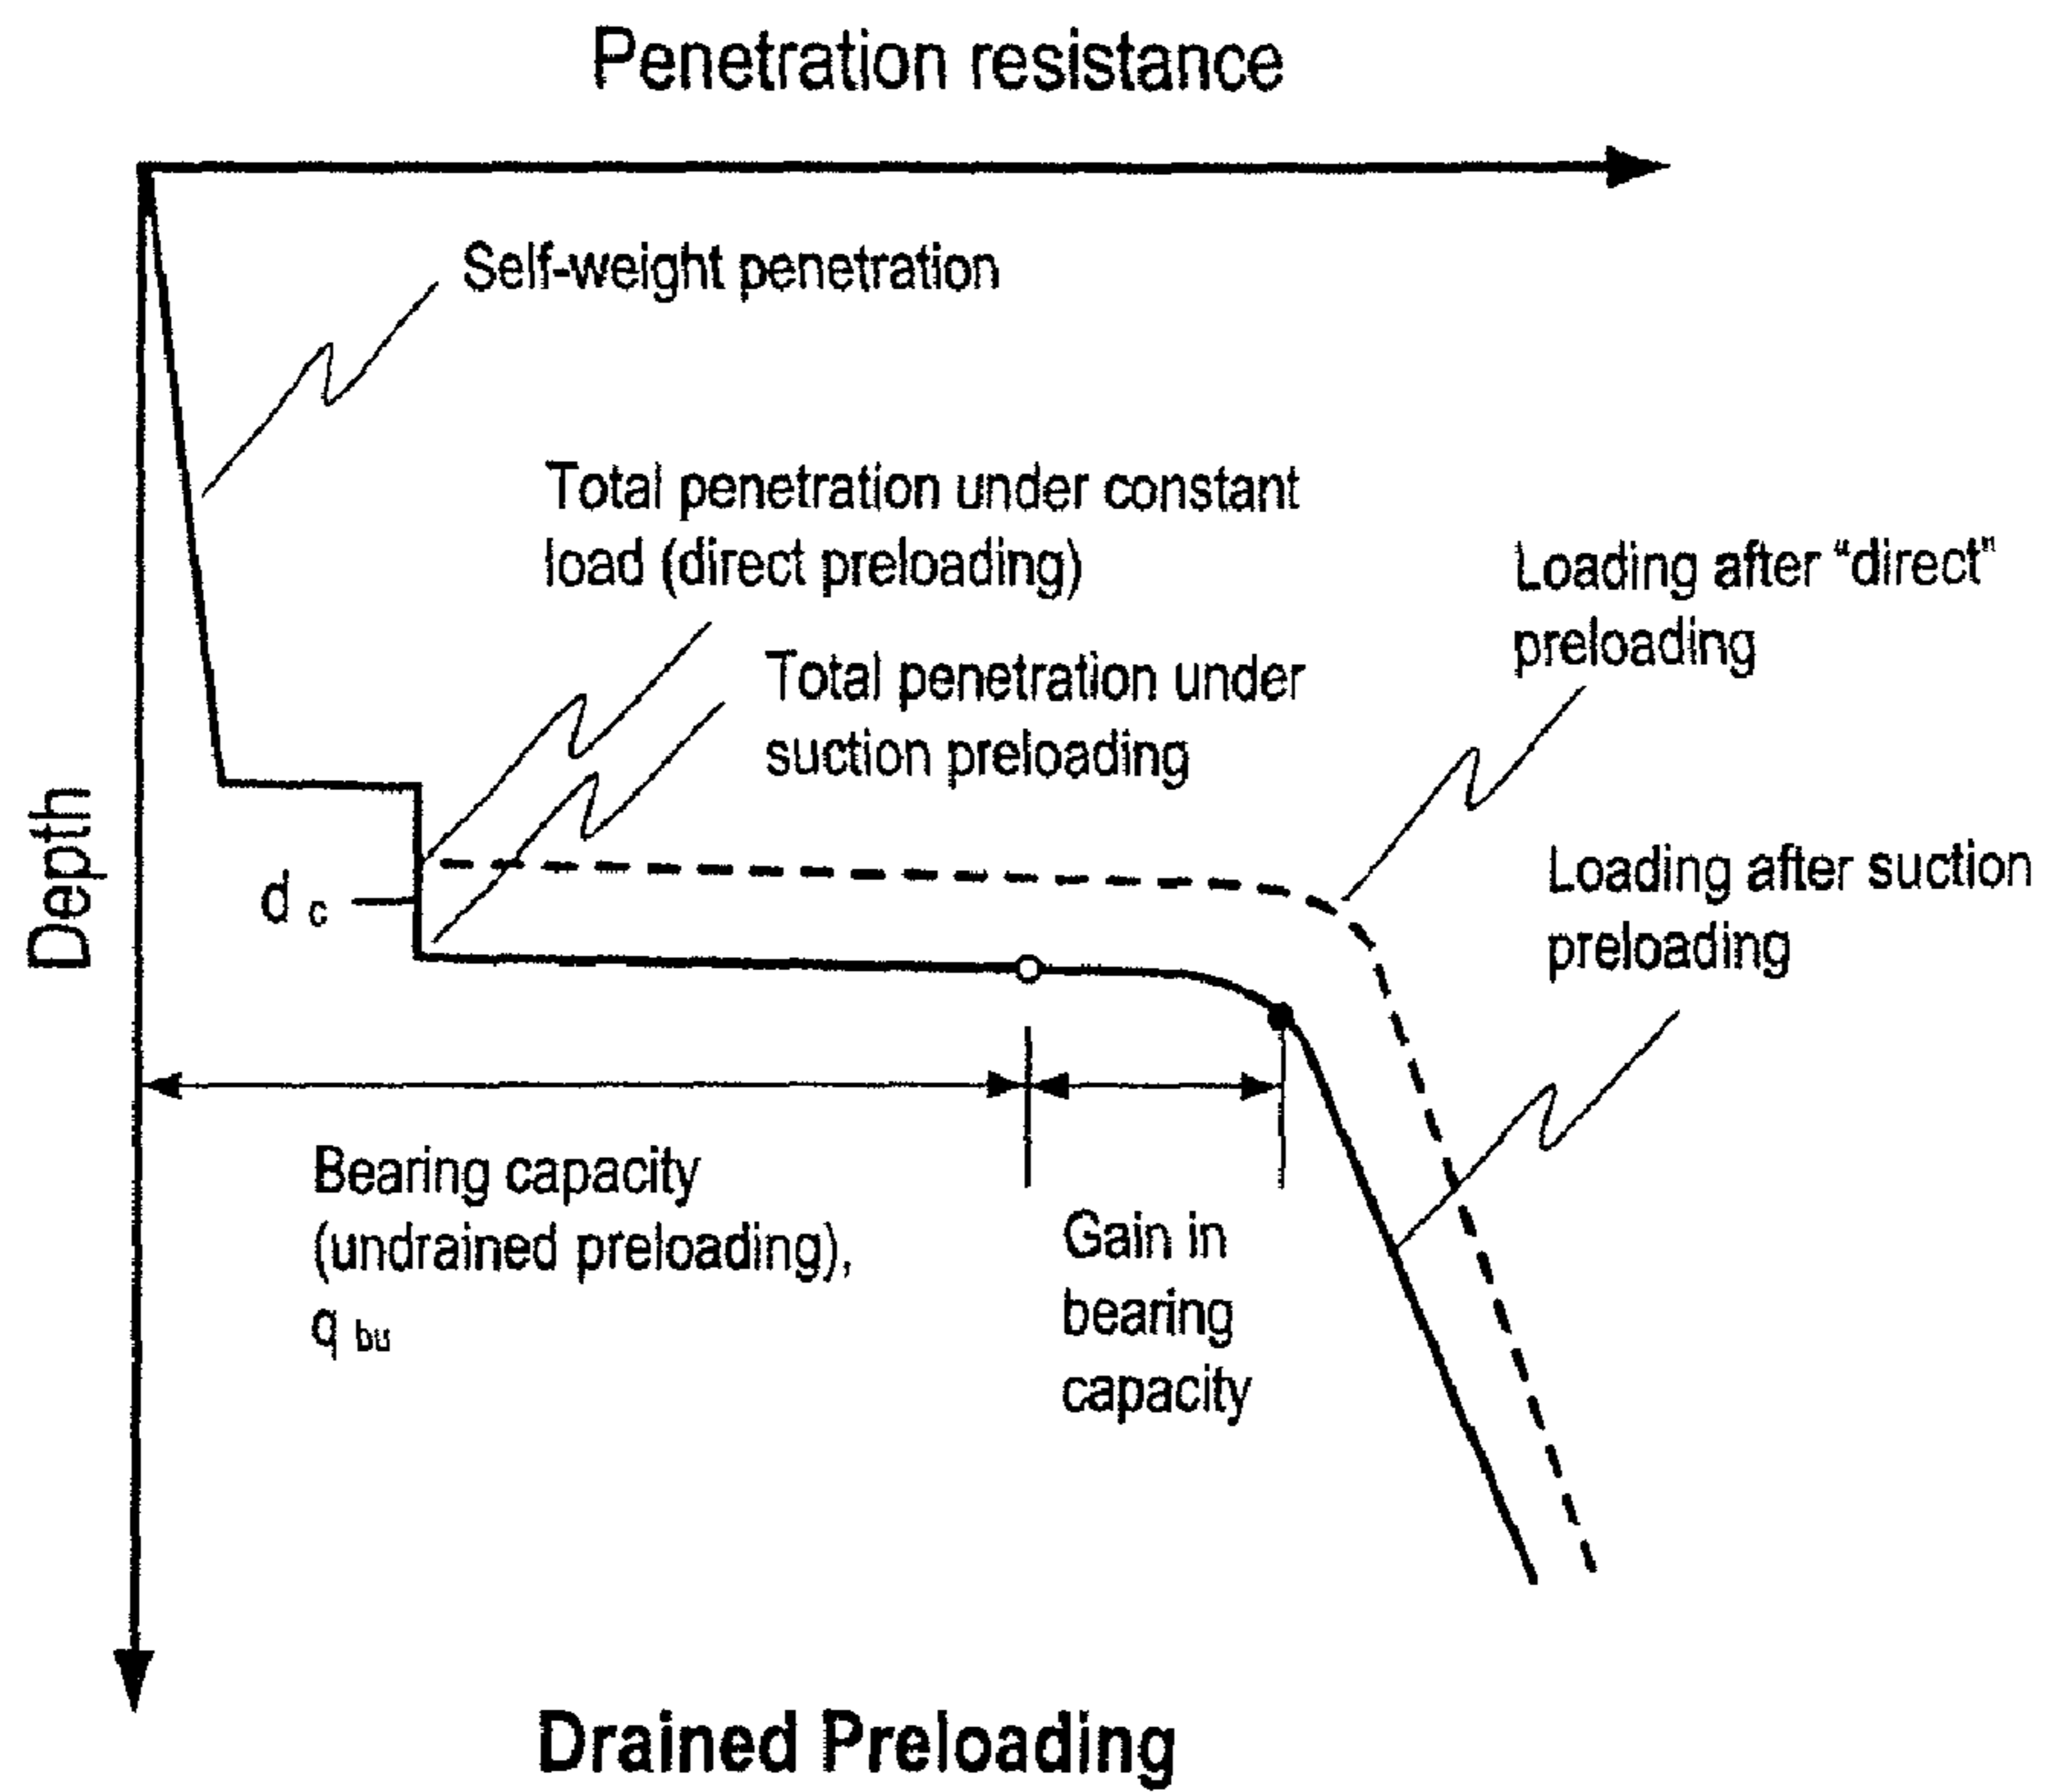 Penetration resistance
Self-weight penetration
Total penetration under constant
load (direct preloading)
Loading after “direct”
preloading
Total penetration under
suction preloading
Depth
d c
Loading after suction
preloading
Bearing capacity
(undrained preloading),
q bu
Gain in
bearing
capacity
Drained Preloading